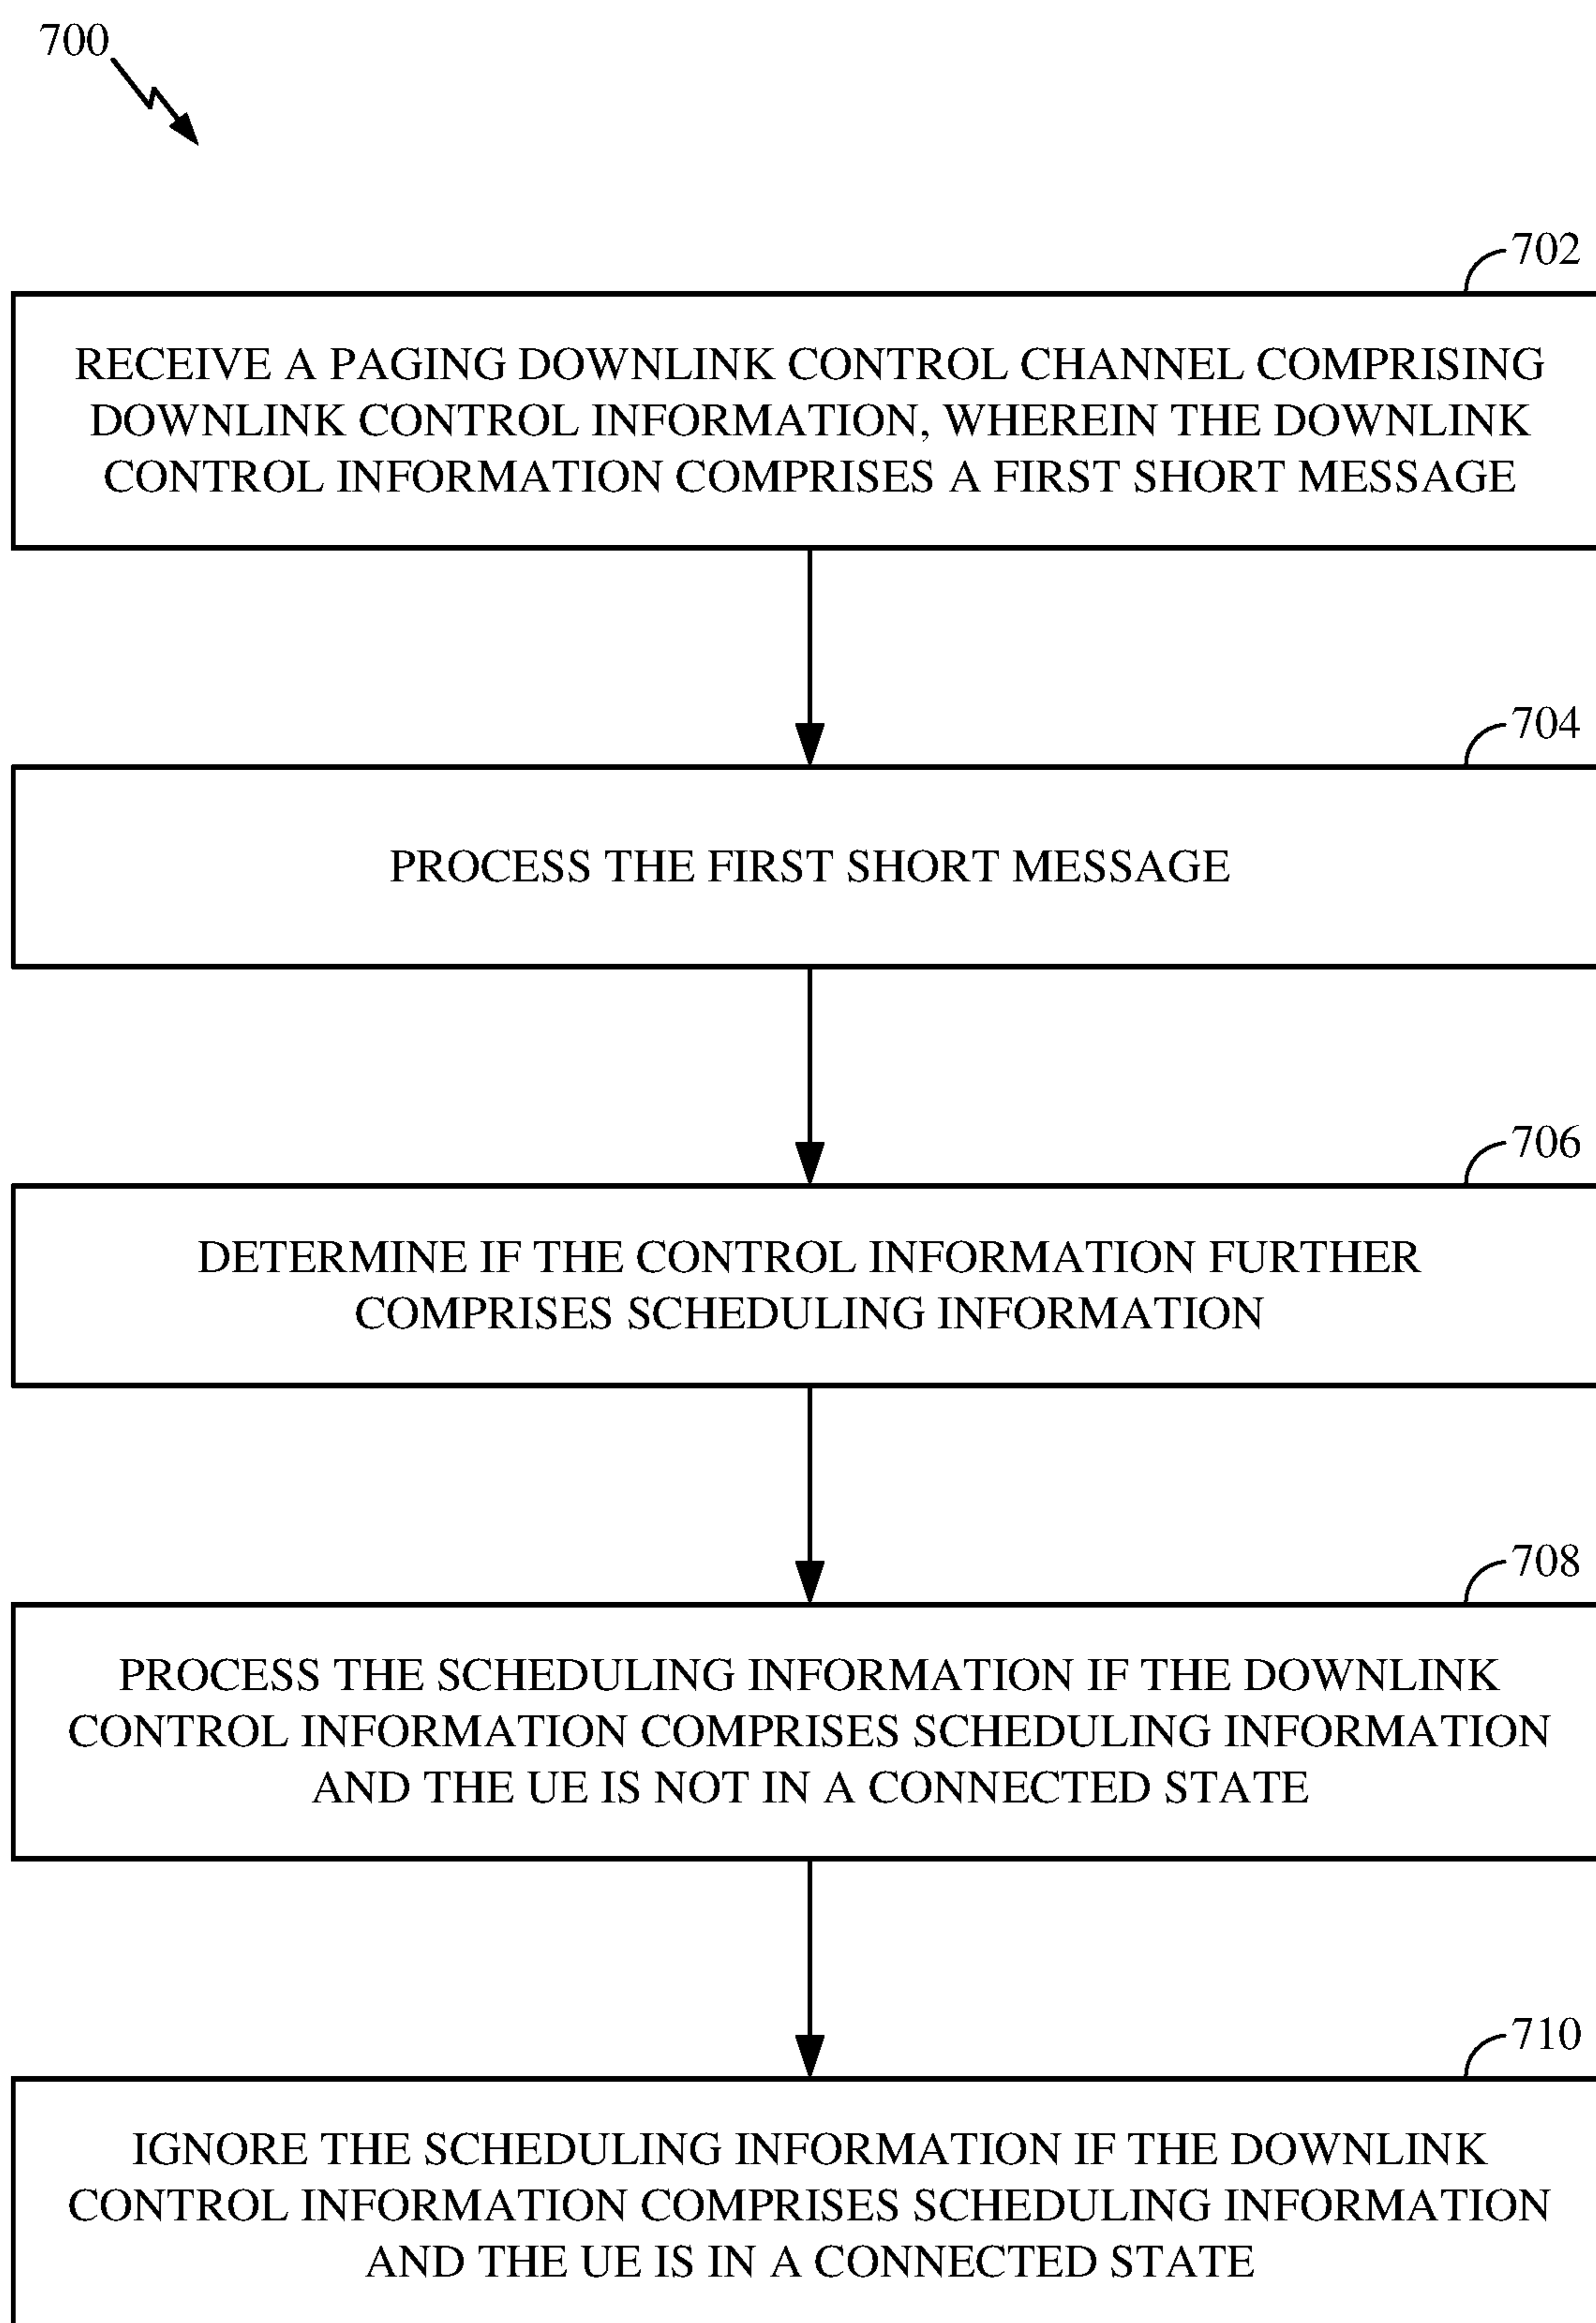 700
702
RECEIVE A PAGING DOWNLINK CONTROL CHANNEL COMPRISING
DOWNLINK CONTROL INFORMATION, WHEREIN THE DOWNLINK
CONTROL INFORMATION COMPRISES A FIRST SHORT MESSAGE
704
PROCESS THE FIRST SHORT MESSAGE
706
DETERMINE IF THE CONTROL INFORMATION FURTHER
COMPRISES SCHEDULING INFORMATION
708
PROCESS THE SCHEDULING INFORMATION IF THE DOWNLINK
CONTROL INFORMATION COMPRISES SCHEDULING INFORMATION
AND THE UE IS NOT IN A CONNECTED STATE
710
IGNORE THE SCHEDULING INFORMATION IF THE DOWNLINK
CONTROL INFORMATION COMPRISES SCHEDULING INFORMATION
AND THE UE IS IN A CONNECTED STATE